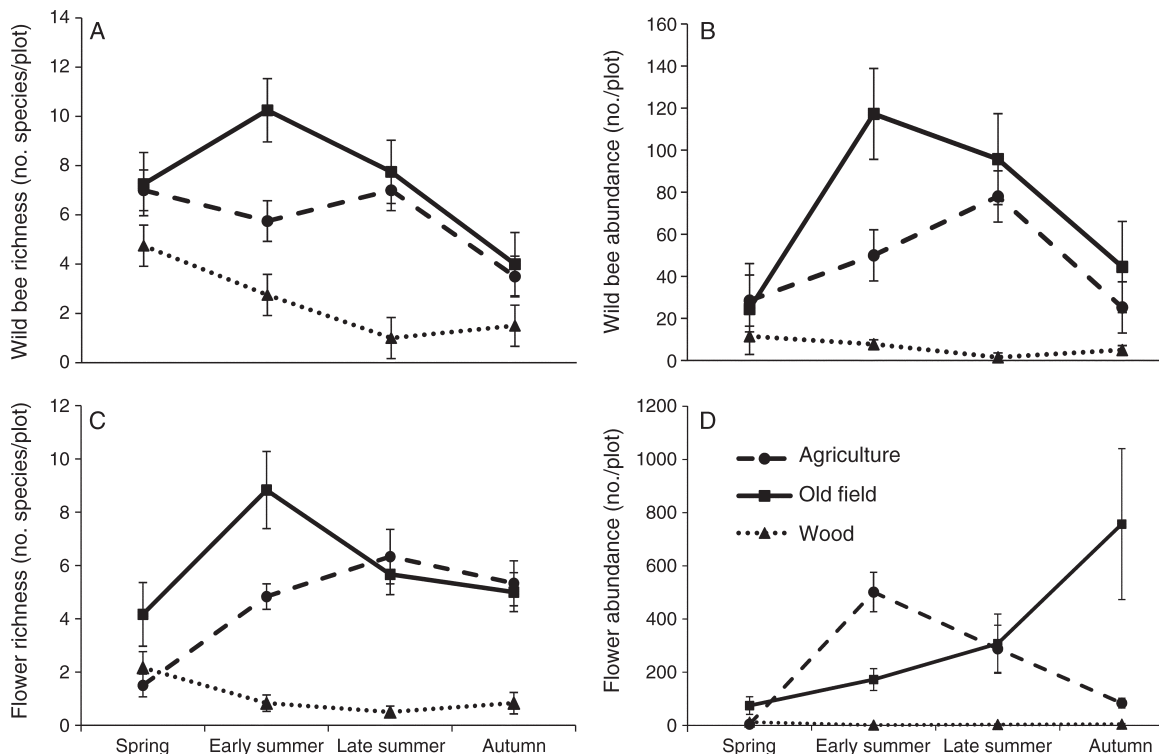 A
Wild bee richness (no. species/plot)
14
12
10
8
6
4
2
0
B
Wild bee abundance (no./plot)
160
140
120
100
80
60
40
20
0
C
Flower richness (no. species/plot)
12
10
8
6
4
2
0
Spring Early summer Late summer Autumn
D
Flower abundance (no./plot)
1200
1000
800
600
400
200
0
Agriculture
Old field
Wood
Spring Early summer Late summer Autumn